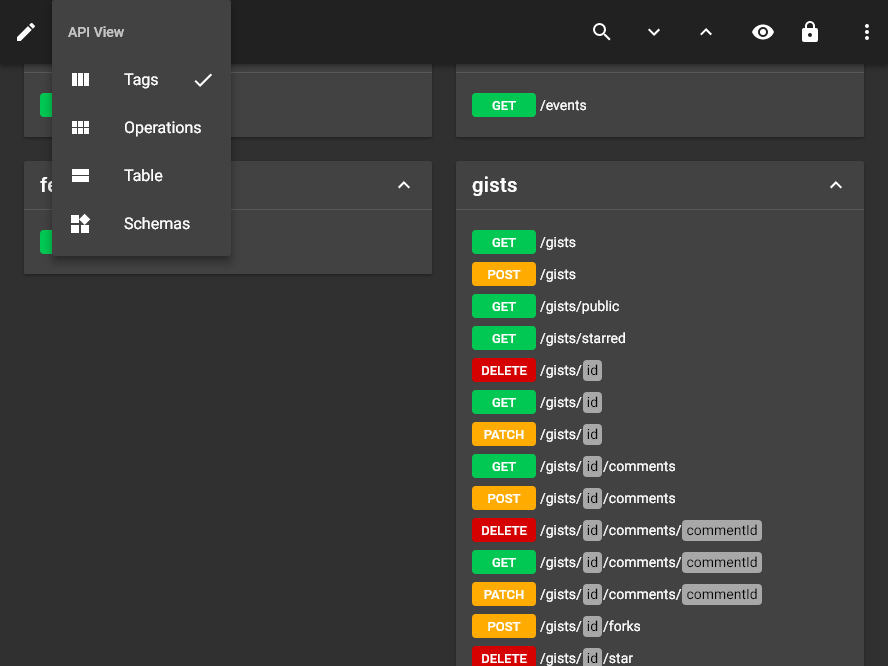 API View
Tags
Operations
Table
Schemas
GET /events
fe
gists
GET /gists
POST /gists
GET /gists/public
GET /gists/starred
DELETE /gists/ id
GET /gists/ id
PATCH /gists/ id
GET /gists/ id /comments
POST /gists/ id /comments
DELETE /gists/ id /comments/ commentId
GET /gists/ id /comments/ commentId
PATCH /gists/ id /comments/ commentId
POST /gists/ id /forks
DELETE /gists/ id /star